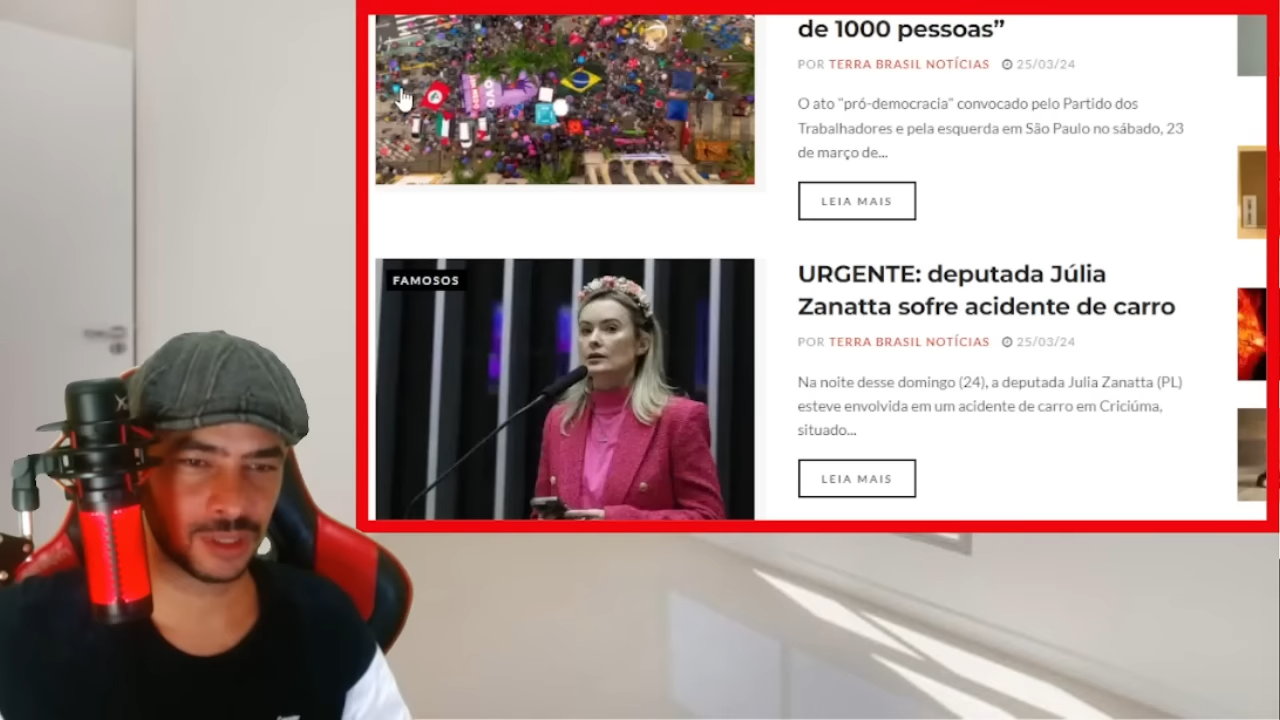 de 1000 pessoas”
POR TERRA BRASIL NOTÍCIAS 25/03/24
O ato "pró-democracia" convocado pelo Partido dos
Trabalhadores e pela esquerda em São Paulo no sábado, 23
de março de...
LEIA MAIS
FAMOSOS
URGENTE: deputada Júlia
Zanatta sofre acidente de carro
POR TERRA BRASIL NOTÍCIAS 25/03/24
Na noite desse domingo (24), a deputada Julia Zanatta (PL)
esteve envolvida em um acidente de carro em Criciúma,
situado...
LEIA MAIS